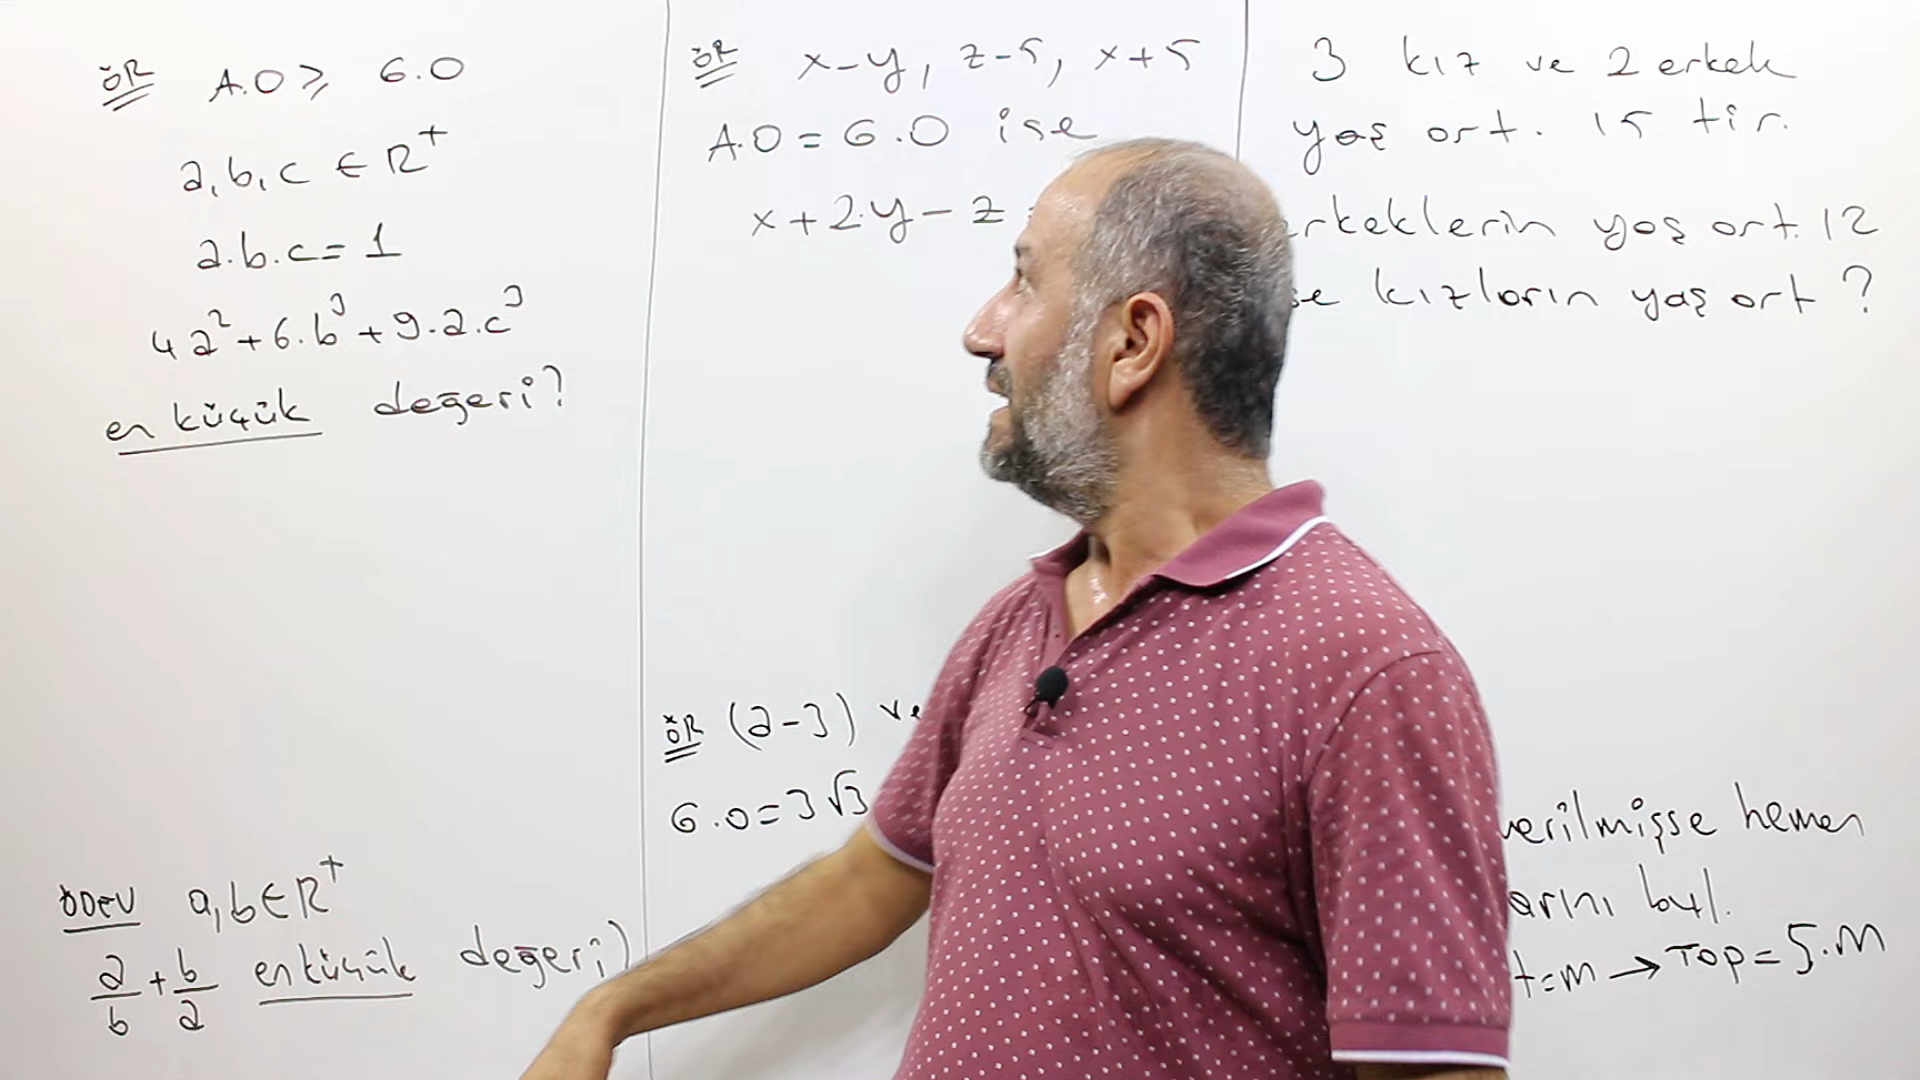 ÖR A.O ≥ G.O
a,b,c ∈ R⁺
a.b.c = 1
4a² + 6.b³ + 9.a.c³
en küçük değeri?
ÖDEV a,b ∈ R⁺
a/b + b/a en küçük değeri
ÖR x-y, z-5, x+5
A.O = G.O ise
x+2.y-z
ÖR (a-3) ve
G.O = 3√3
3 kız ve 2 erkek
yaş ort. 15 tir.
yaş ort. 12
kızların yaş ort?
verilmişse hemen
bul.
t=m → TOP = 5.m